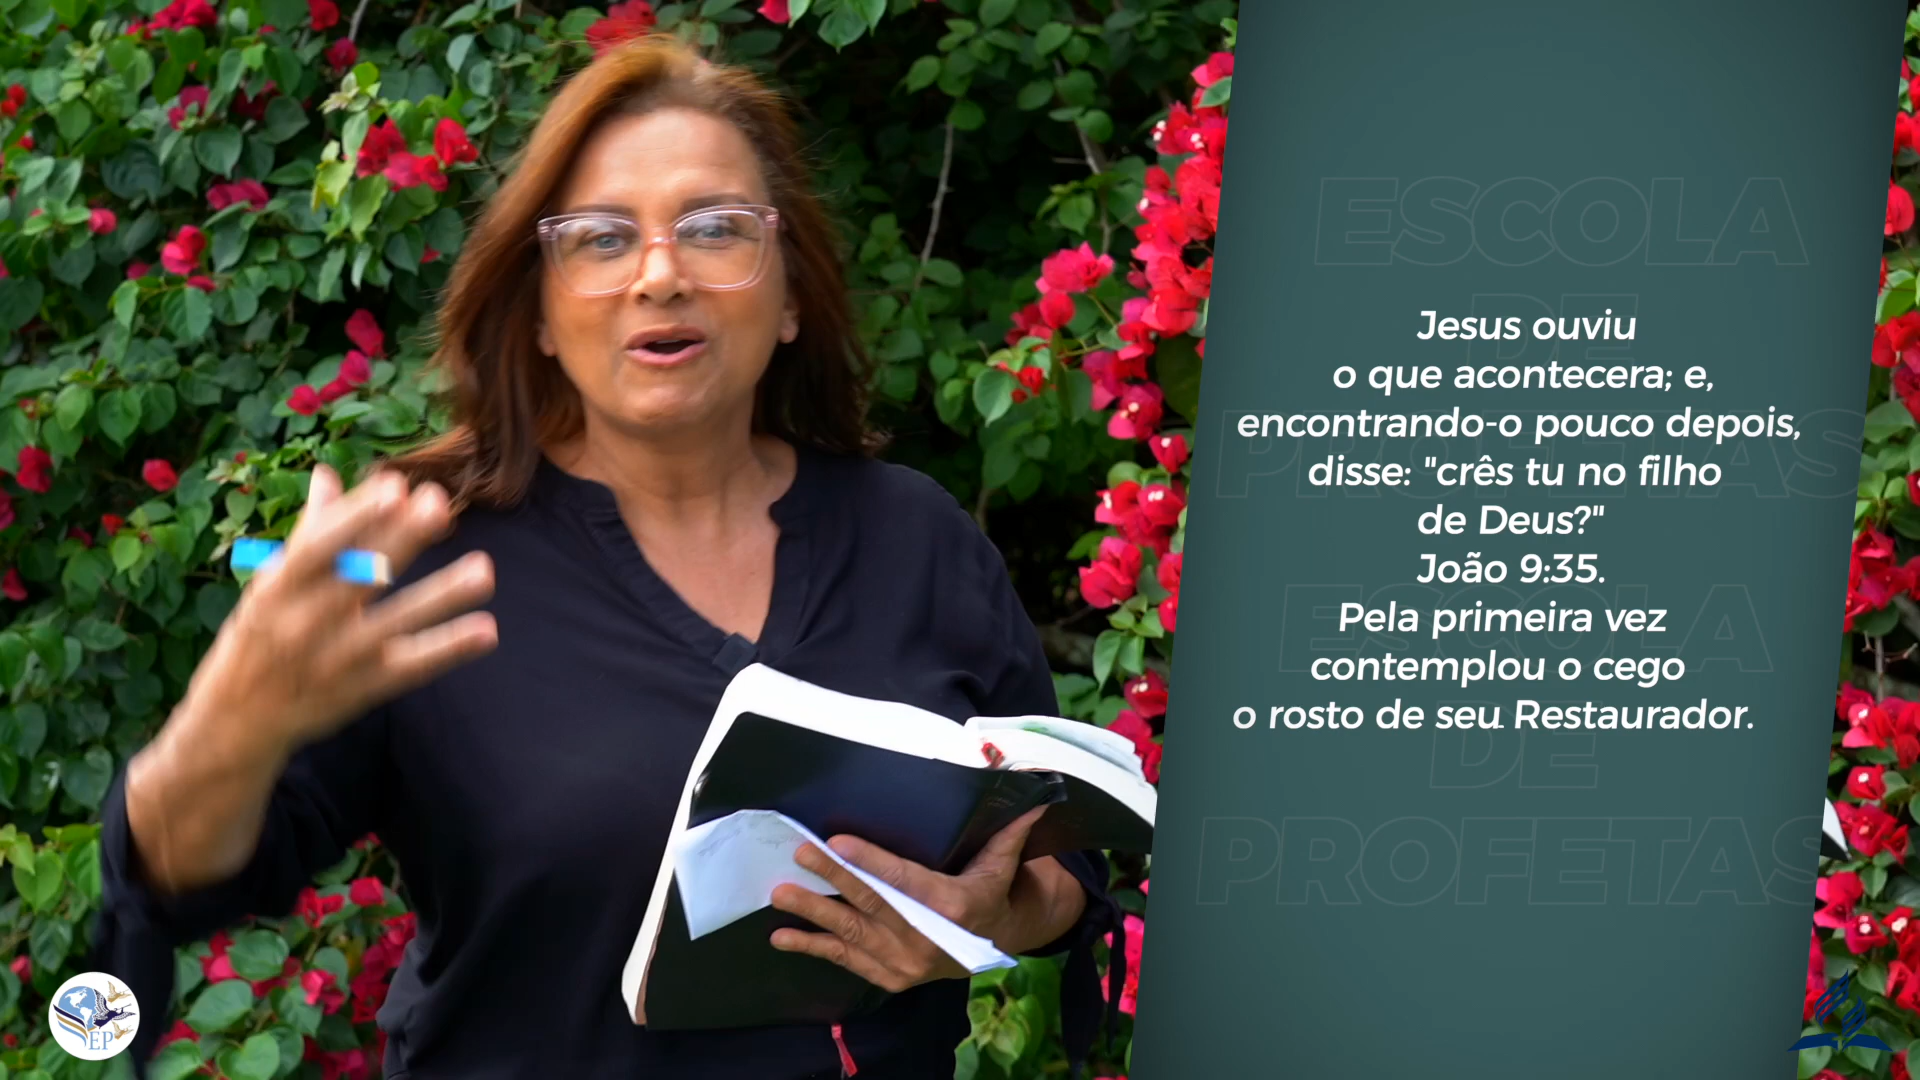 ESCOLA
DE
PROFETAS
Jesus ouviu
o que acontecera; e,
encontrando-o pouco depois,
disse: "crês tu no filho
de Deus?"
João 9:35.
Pela primeira vez
contemplou o cego
o rosto de seu Restaurador.
ESCOLA
DE
PROFETAS
EP